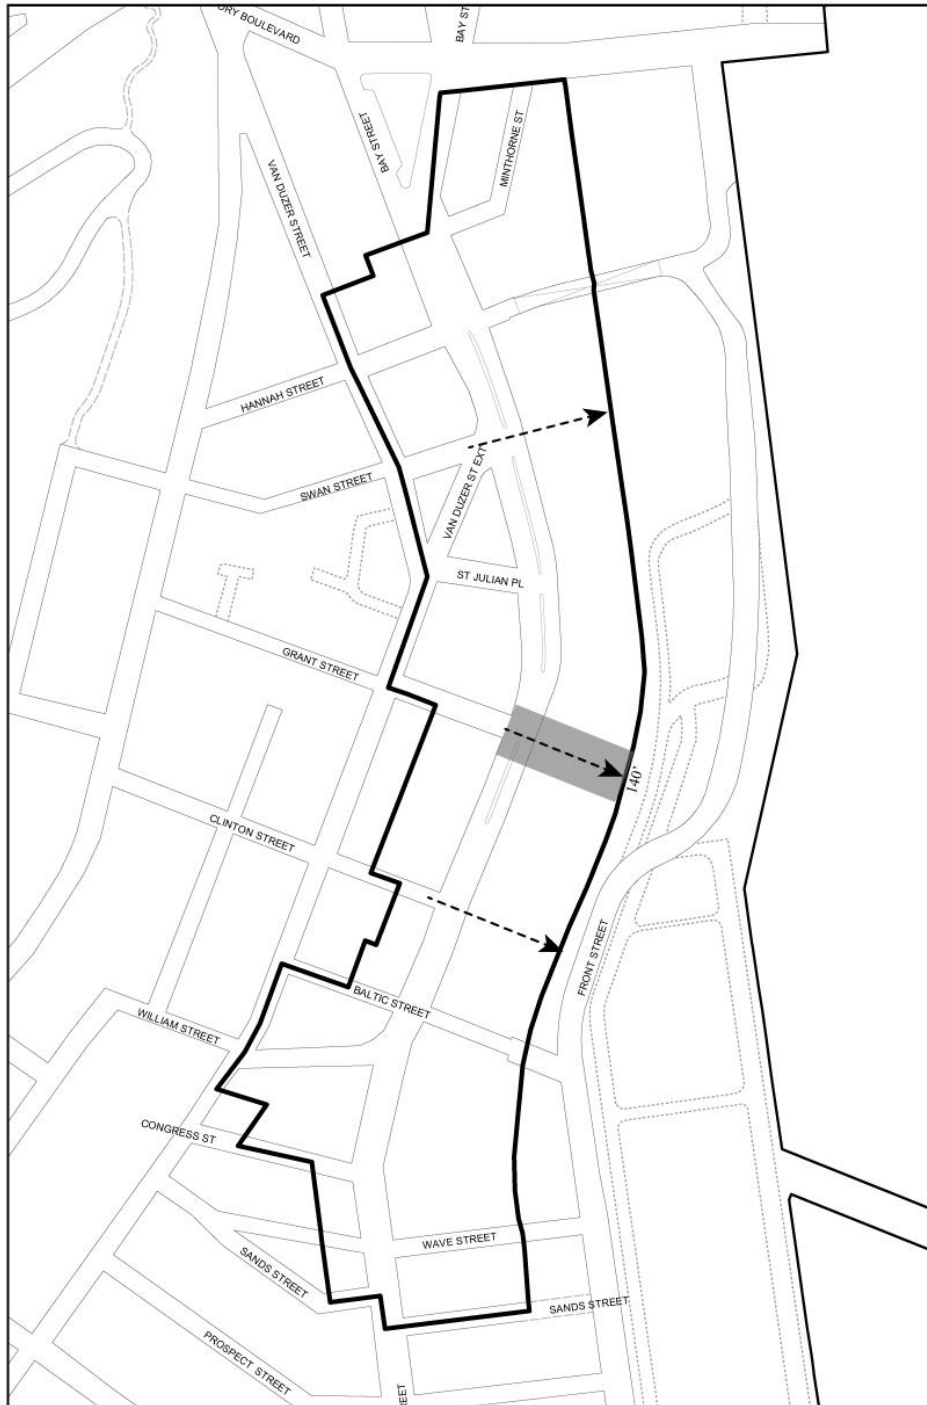 ORY BOULEVARD
BAY ST
BAY STREET
MINTHORNE ST
VAN DUZER STREET
HANNAH STREET
SWAN STREET
VAN DUZER ST EXT
ST JULIAN PL
GRANT STREET
140'
CLINTON STREET
FRONT STREET
BALTIC STREET
WILLIAM STREET
CONGRESS ST
WAVE STREET
SANDS STREET
SANDS STREET
PROSPECT STREET
REET